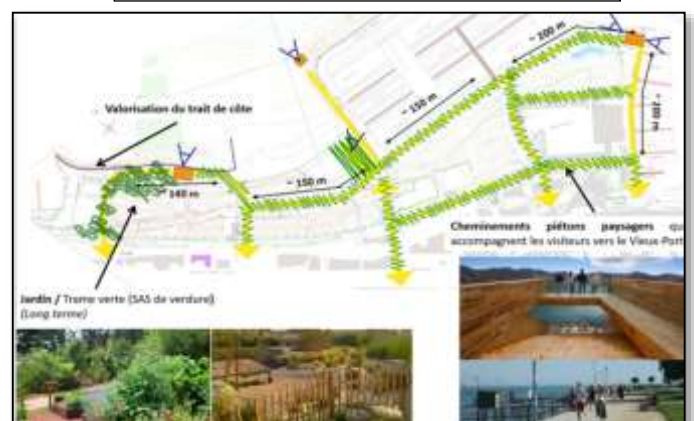 ~ 200 m
Valorisation du trait de côte
~ 150 m
~ 150 m
~ 140 m
Cheminements piétons paysagers qu
accompagnent les visiteurs vers le Vieux-Port
Jardin / Trame verte (SAS de verdure)
(Long terme)